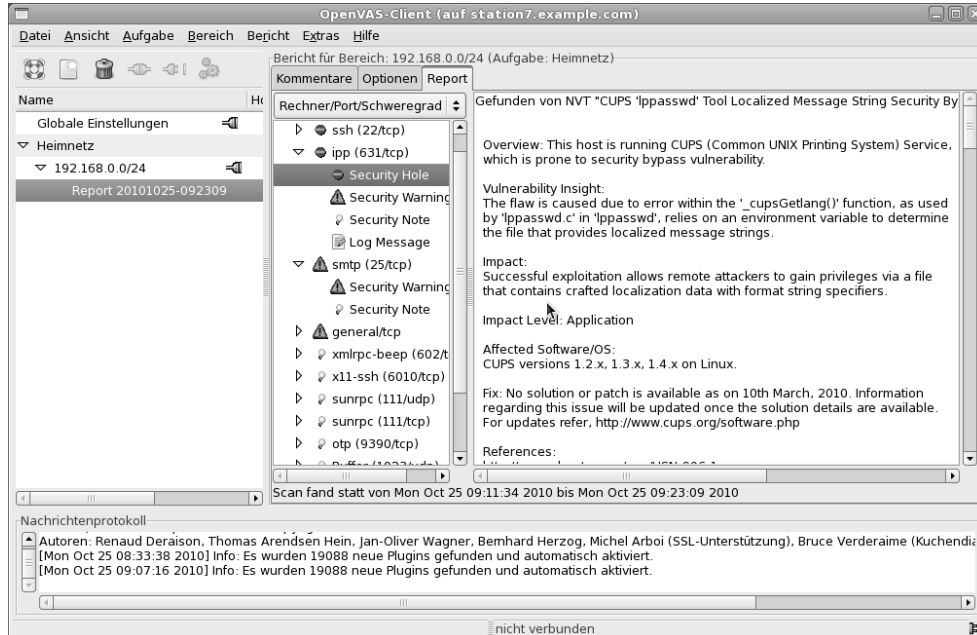 OpenVAS-Client (auf station7.example.com)
Datei Ansicht Aufgabe Bereich Bericht Extras Hilfe
Name
Globale Einstellungen
Heimnetz
192.168.0.0/24
Report 20101025-092309
Bericht für Bereich: 192.168.0.0/24 (Aufgabe: Heimnetz)
Kommentare Optionen Report
Rechner/Port/Schweregrad
ssh (22/tcp)
ipp (631/tcp)
Security Hole
Security Warning
Security Note
Log Message
smtp (25/tcp)
Security Warning
Security Note
general/tcp
xmlrpc-beep (602/t
x11-ssh (6010/tcp)
sunrpc (111/udp)
sunrpc (111/tcp)
otp (9390/tcp)
Gefunden von NVT "CUPS 'lppasswd' Tool Localized Message String Security By
Overview: This host is running CUPS (Common UNIX Printing System) Service,
which is prone to security bypass vulnerability.
Vulnerability Insight:
The flaw is caused due to error within the '_cupsGetlang()' function, as used
by 'lppasswd.c' in 'lppasswd', relies on an environment variable to determine
the file that provides localized message strings.
Impact:
Successful exploitation allows remote attackers to gain privileges via a file
that contains crafted localization data with format string specifiers.
Impact Level: Application
Affected Software/OS:
CUPS versions 1.2.x, 1.3.x, 1.4.x on Linux.
Fix: No solution or patch is available as on 10th March, 2010. Information
regarding this issue will be updated once the solution details are available.
For updates refer, http://www.cups.org/software.php
References:
Scan fand statt von Mon Oct 25 09:11:34 2010 bis Mon Oct 25 09:23:09 2010
Nachrichtenprotokoll
Autoren: Renaud Deraison, Thomas Arendsen Hein, Jan-Oliver Wagner, Bernhard Herzog, Michel Arboi (SSL-Unterstützung), Bruce Verderaime (Kuchendia
[Mon Oct 25 08:33:38 2010] Info: Es wurden 19088 neue Plugins gefunden und automatisch aktiviert.
[Mon Oct 25 09:07:16 2010] Info: Es wurden 19088 neue Plugins gefunden und automatisch aktiviert.
nicht verbunden